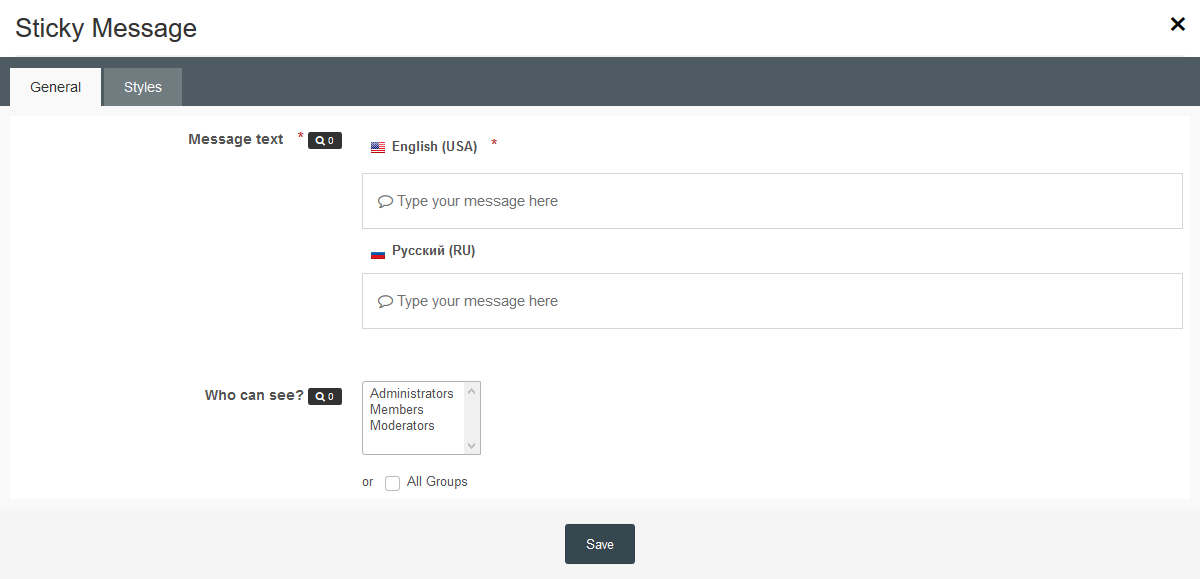 Sticky Message
General
Styles
Message text * 0
English (USA) *
Type your message here
Русский (RU)
Type your message here
Who can see? 0
Administrators
Members
Moderators
or All Groups
Save